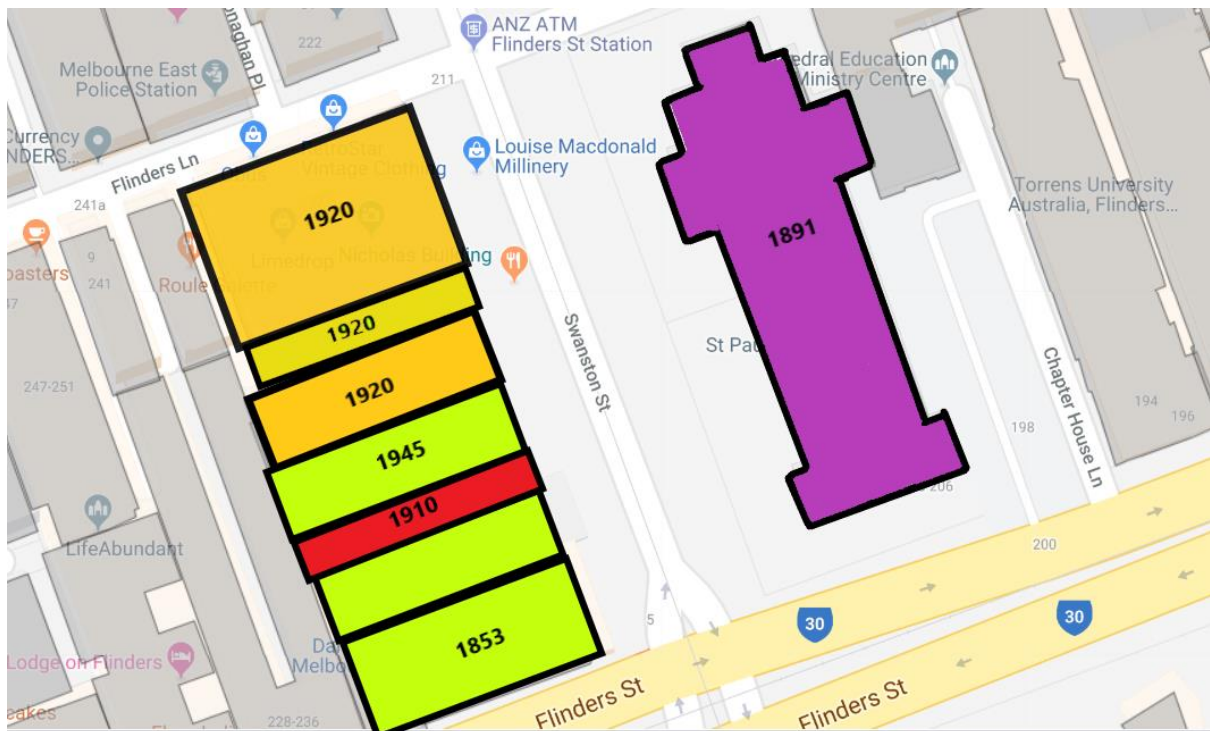 ANZ ATM
Flinders St Station
222
Melbourne East
Police Station
211
Ministry Centre
Currency
Flinders Ln
Louise Macdonald
Millinery
Vintage Clothing
1920
241a
Torrens University
Australia, Flinders...
1891
9
241
Limedrop
Nicholas Building
1920
St
Swanston St
247-251
1920
Chapter House Ln
194
196
1945
198
206
1910
LifeAbundant
200
30
30
5
1853
Lodge on Flinders
Flinders St
Flinders St
228-236